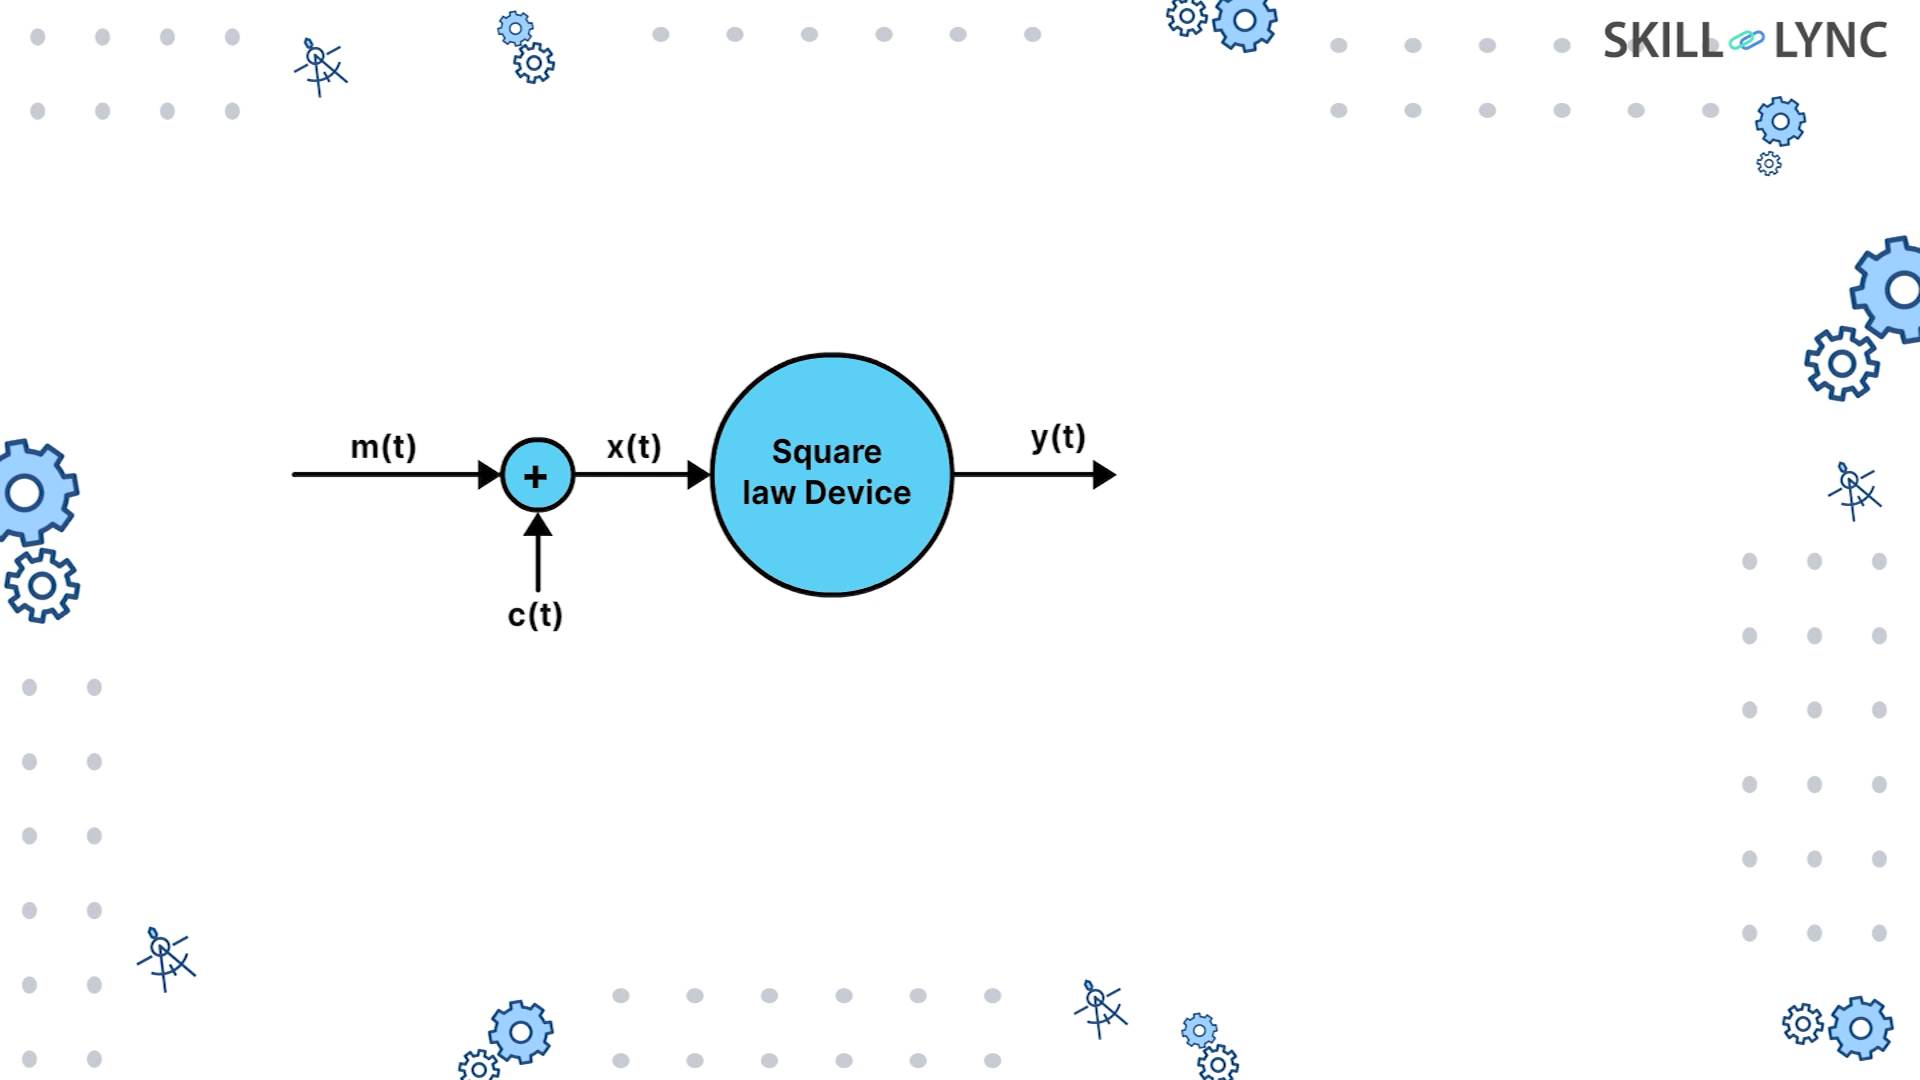 SKILL LYNC
m(t)
x(t)
y(t)
+
Square
law Device
c(t)